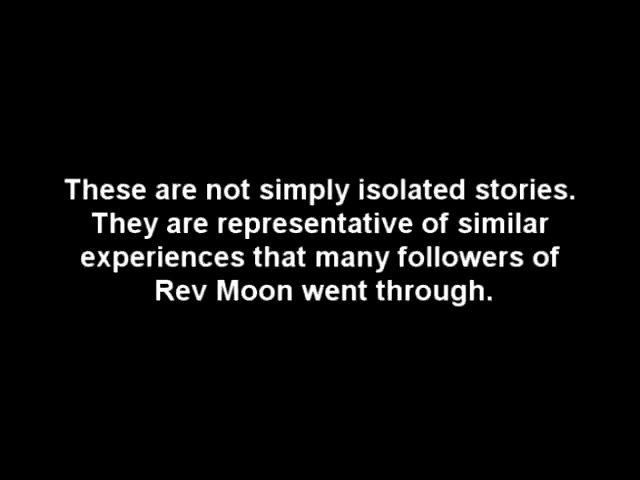 These are not simply isolated stories.
They are representative of similar
experiences that many followers of
Rev Moon went through.